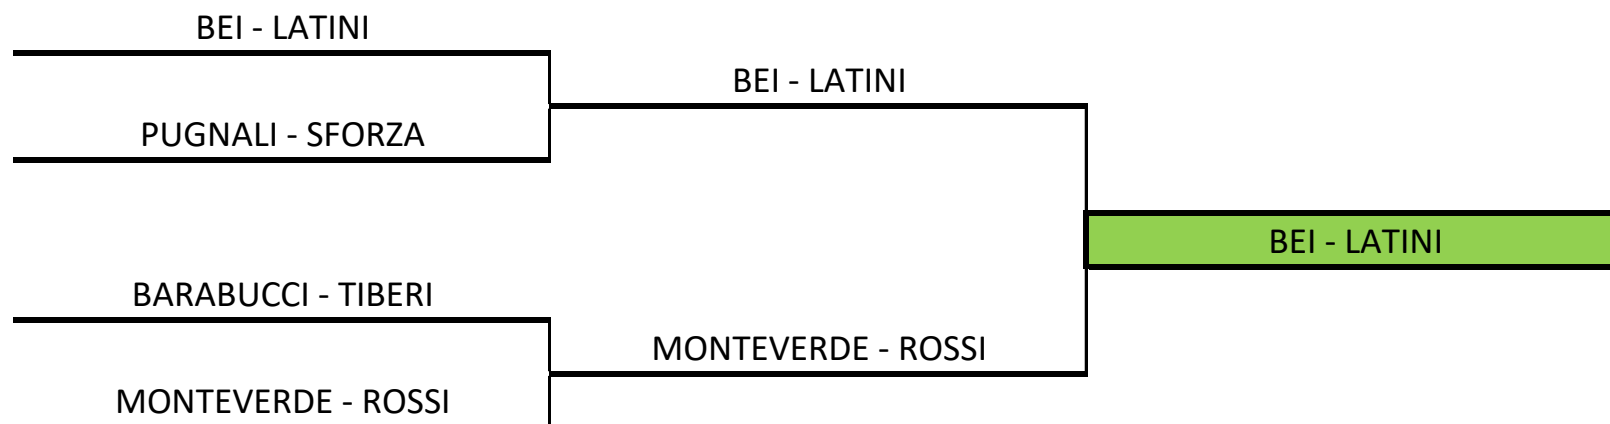 BEI - LATINI
BEI - LATINI
PUGNALI - SFORZA
BEI - LATINI
BARABUCCI - TIBERI
MONTEVERDE - ROSSI
MONTEVERDE - ROSSI